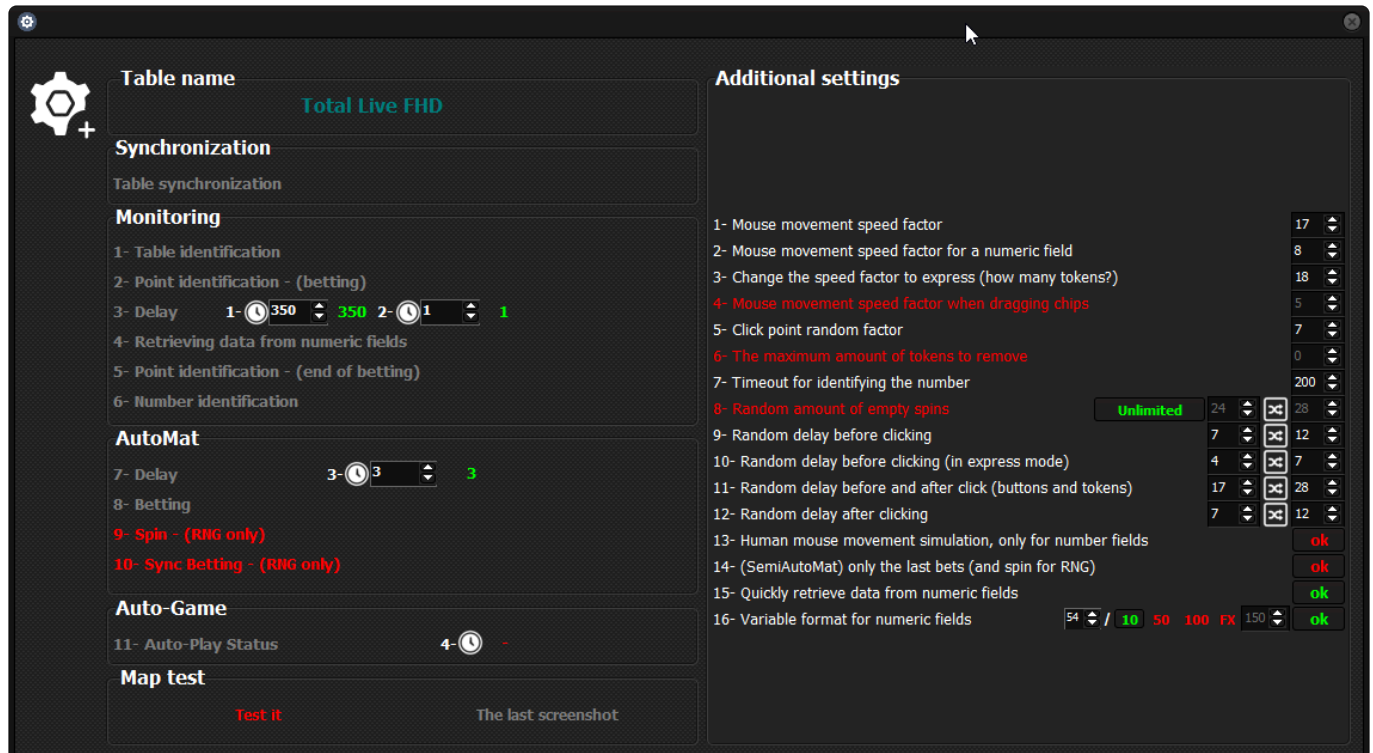 Table name
Total Live FHD
Synchronization
Table synchronization
Monitoring
1- Table identification
2- Point identification - (betting)
3- Delay 1- 350 350 2- 1 1
4- Retrieving data from numeric fields
5- Point identification - (end of betting)
6- Number identification
AutoMat
7- Delay 3- 3 3
8- Betting
9- Spin - (RNG only)
10- Sync Betting - (RNG only)
Auto-Game
11- Auto-Play Status 4- -
Map test
Test it The last screenshot
Additional settings
1- Mouse movement speed factor 17
2- Mouse movement speed factor for a numeric field 8
3- Change the speed factor to express (how many tokens?) 18
4- Mouse movement speed factor when dragging chips 5
5- Click point random factor 7
6- The maximum amount of tokens to remove 0
7- Timeout for identifying the number 200
8- Random amount of empty spins Unlimited 24 28
9- Random delay before clicking 7 12
10- Random delay before clicking (in express mode) 4 7
11- Random delay before and after click (buttons and tokens) 17 28
12- Random delay after clicking 7 12
13- Human mouse movement simulation, only for number fields ok
14- (SemiAutoMat) only the last bets (and spin for RNG) ok
15- Quickly retrieve data from numeric fields ok
16- Variable format for numeric fields 54 / 10 50 100 FX 150 ok